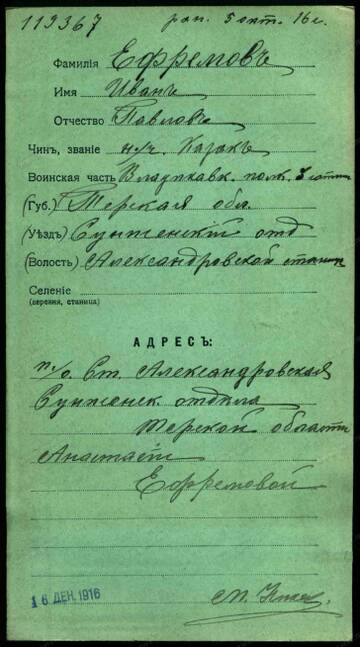 119367 ран. 5 окт. 16 г.
Фамилія Ефремовъ
Имя Иванъ
Отчество Павловъ
Чинъ, званіе н/ч. Казакъ
Воинская часть Владикавк. полк. 3 сотни
(Губ.) Терская обл.
(Уѣздъ) Сунженскій отд
(Волость) Александровской станиц
Селеніе
(деревня, станица)
АДРЕСЪ:
п/о Ст. Александровская
Сунженск. отдѣла
Терской области
Анастасіи
Ефремовой
16 ДЕК. 1916